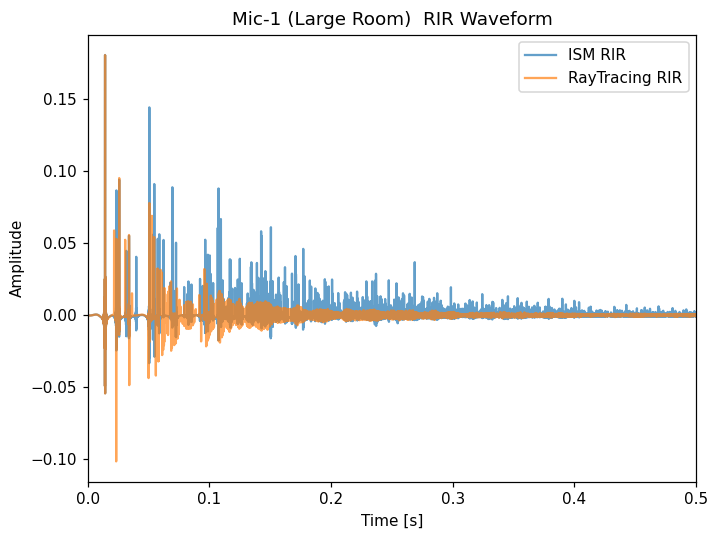 Mic-1 (Large Room)  RIR Waveform
ISM RIR
RayTracing RIR
Amplitude
0.15
0.10
0.05
0.00
−0.05
−0.10
0.0 0.1 0.2 0.3 0.4 0.5
Time [s]